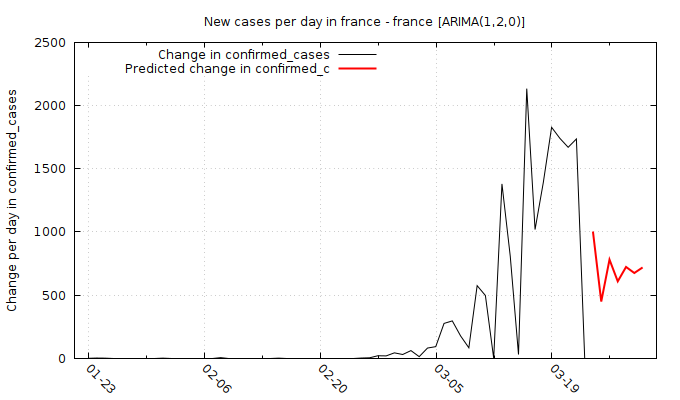 New cases per day in france - france [ARIMA(1,2,0)]
Change in confirmed_cases
Predicted change in confirmed_c
Change per day in confirmed_cases
2500
2000
1500
1000
500
0
01-23
02-06
02-20
03-05
03-19